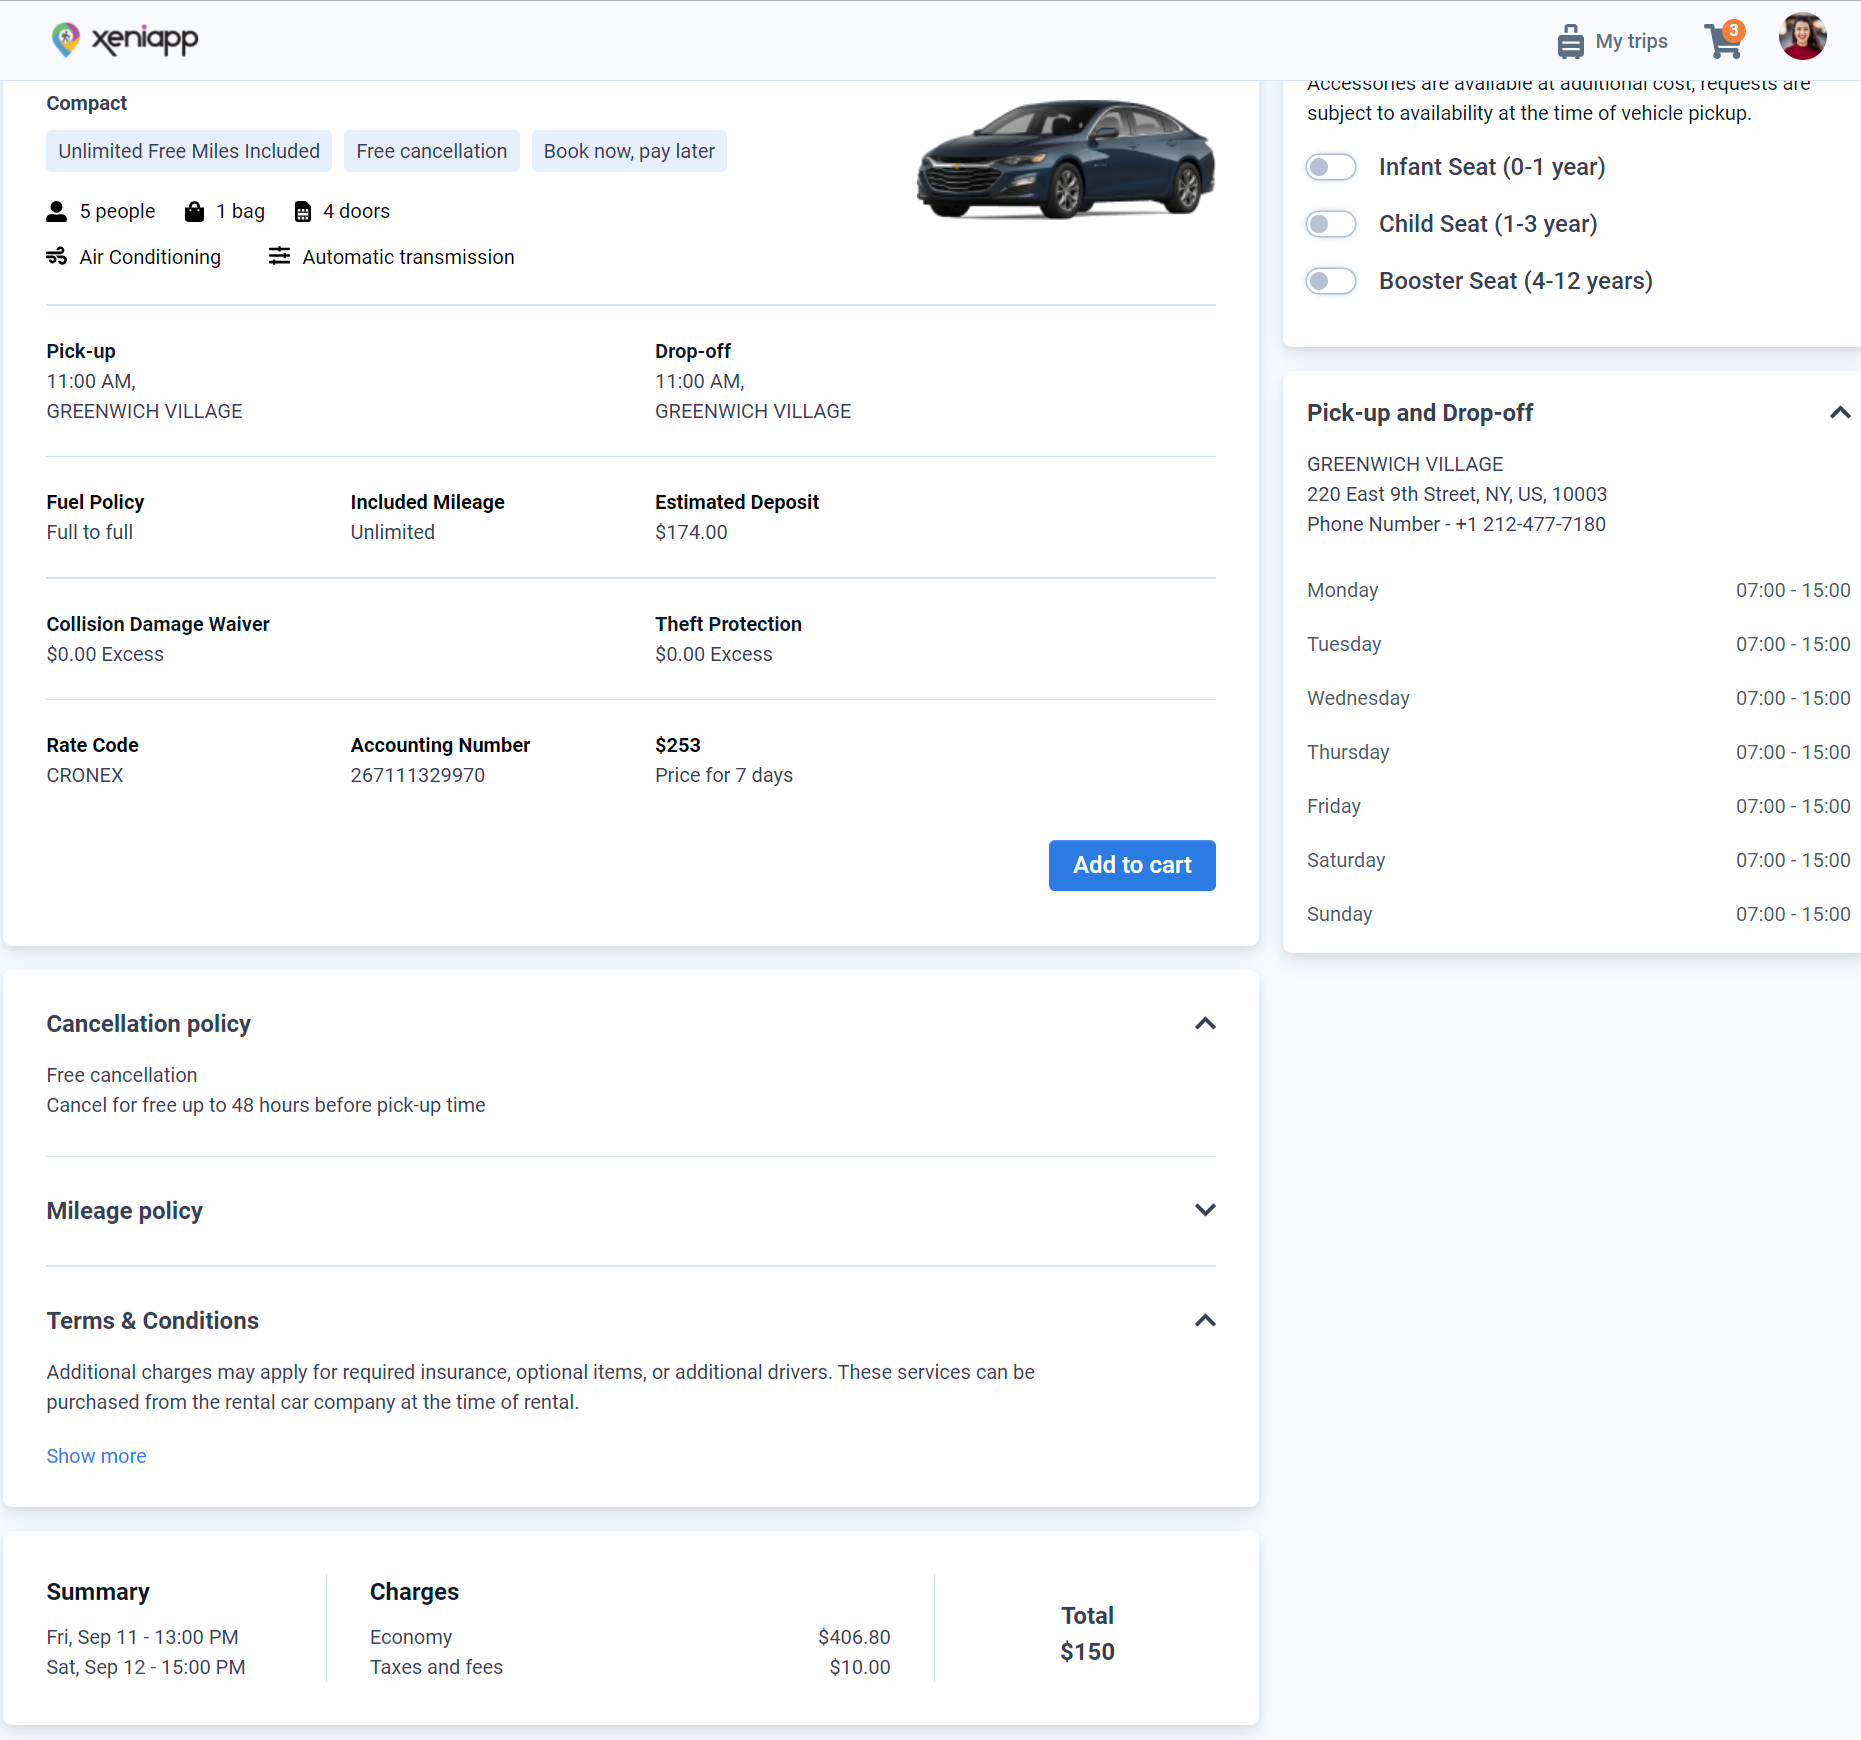 xeniapp
My trips
3
Compact
Unlimited Free Miles Included
Free cancellation
Book now, pay later
5 people
1 bag
4 doors
Air Conditioning
Automatic transmission
Pick-up
11:00 AM,
GREENWICH VILLAGE
Drop-off
11:00 AM,
GREENWICH VILLAGE
Fuel Policy
Full to full
Included Mileage
Unlimited
Estimated Deposit
$174.00
Collision Damage Waiver
$0.00 Excess
Theft Protection
$0.00 Excess
Rate Code
CRONEX
Accounting Number
267111329970
$253
Price for 7 days
Add to cart
Cancellation policy
Free cancellation
Cancel for free up to 48 hours before pick-up time
Mileage policy
Terms & Conditions
Additional charges may apply for required insurance, optional items, or additional drivers. These services can be
purchased from the rental car company at the time of rental.
Show more
Summary
Fri, Sep 11 - 13:00 PM
Sat, Sep 12 - 15:00 PM
Charges
Economy $406.80
Taxes and fees $10.00
Total
$150
Accessories are available at additional cost, requests are
subject to availability at the time of vehicle pickup.
Infant Seat (0-1 year)
Child Seat (1-3 year)
Booster Seat (4-12 years)
Pick-up and Drop-off
GREENWICH VILLAGE
220 East 9th Street, NY, US, 10003
Phone Number - +1 212-477-7180
Monday 07:00 - 15:00
Tuesday 07:00 - 15:00
Wednesday 07:00 - 15:00
Thursday 07:00 - 15:00
Friday 07:00 - 15:00
Saturday 07:00 - 15:00
Sunday 07:00 - 15:00